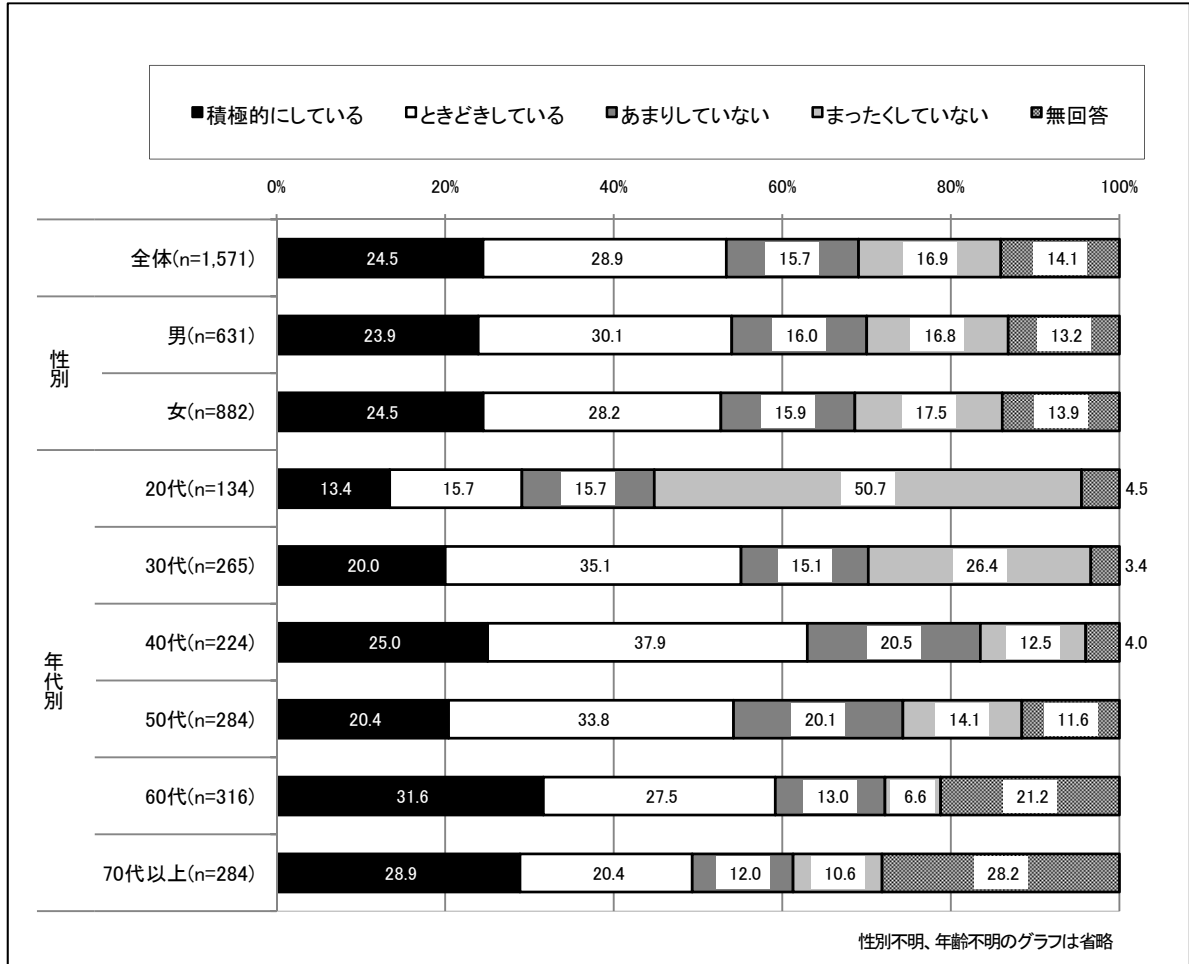 ■積極的にしている □ときどきしている ■あまりしていない ■まったくしていない ■無回答
0% 20% 40% 60% 80% 100%
全体(n=1,571) 24.5 28.9 15.7 16.9 14.1
性別
男(n=631) 23.9 30.1 16.0 16.8 13.2
女(n=882) 24.5 28.2 15.9 17.5 13.9
年代別
20代(n=134) 13.4 15.7 15.7 50.7 4.5
30代(n=265) 20.0 35.1 15.1 26.4 3.4
40代(n=224) 25.0 37.9 20.5 12.5 4.0
50代(n=284) 20.4 33.8 20.1 14.1 11.6
60代(n=316) 31.6 27.5 13.0 6.6 21.2
70代以上(n=284) 28.9 20.4 12.0 10.6 28.2
性別不明、年齢不明のグラフは省略